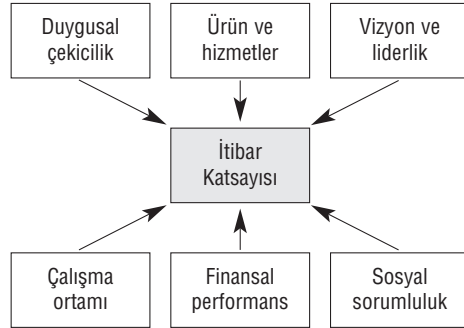 Duygusal
çekicilik
Ürün ve
hizmetler
Vizyon ve
liderlik
İtibar
Katsayısı
Çalışma
ortamı
Finansal
performans
Sosyal
sorumluluk